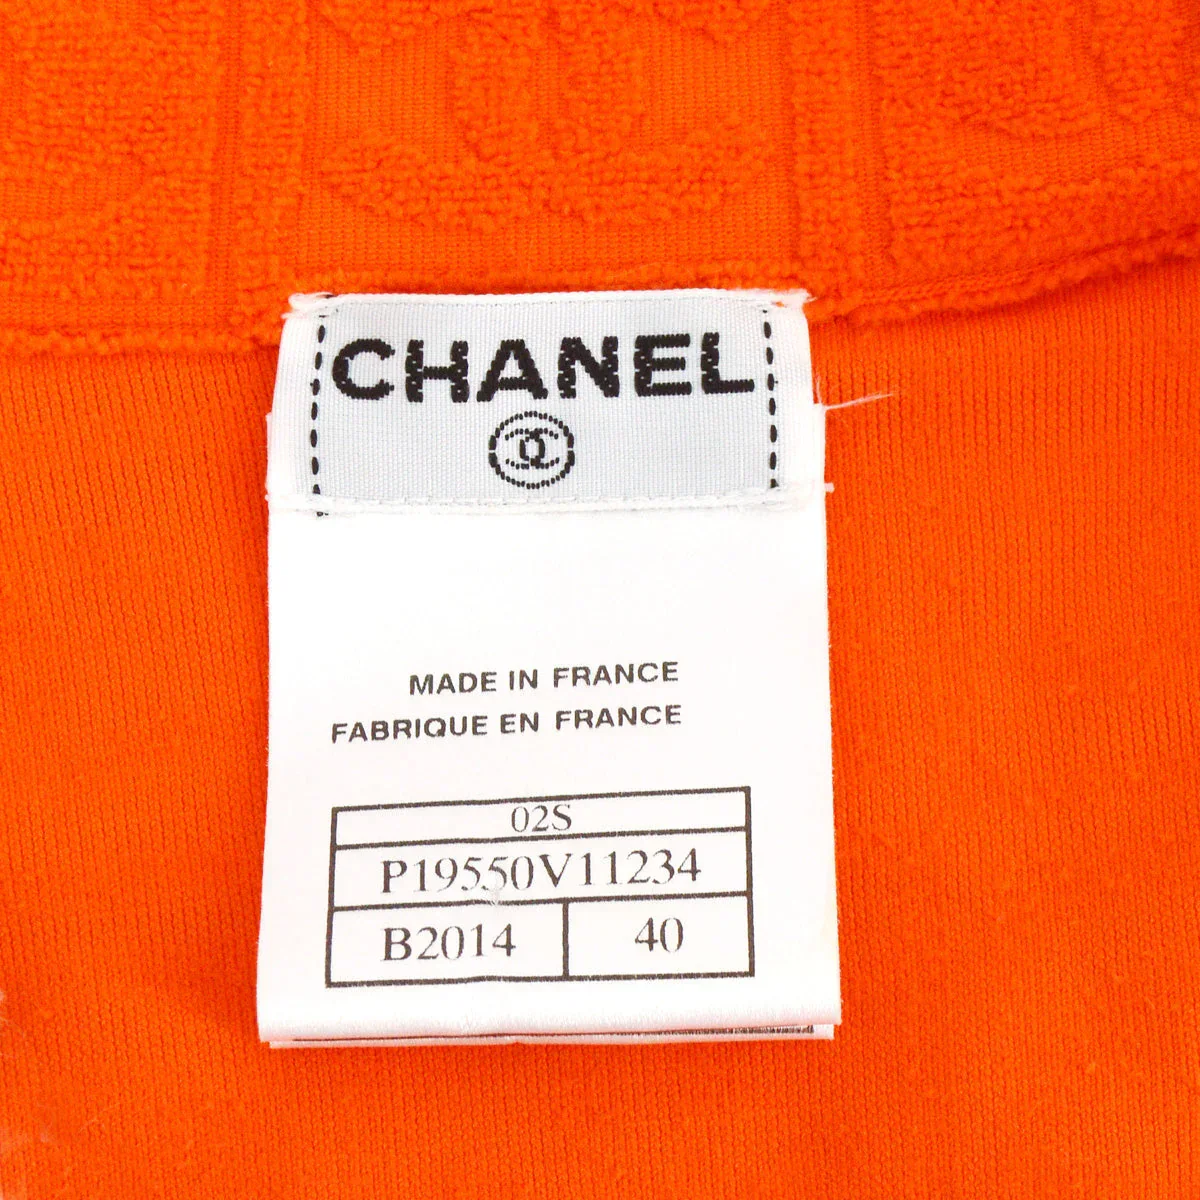 CHANEL
MADE IN FRANCE
FABRIQUE EN FRANCE
02S
P19550V11234
B2014 40